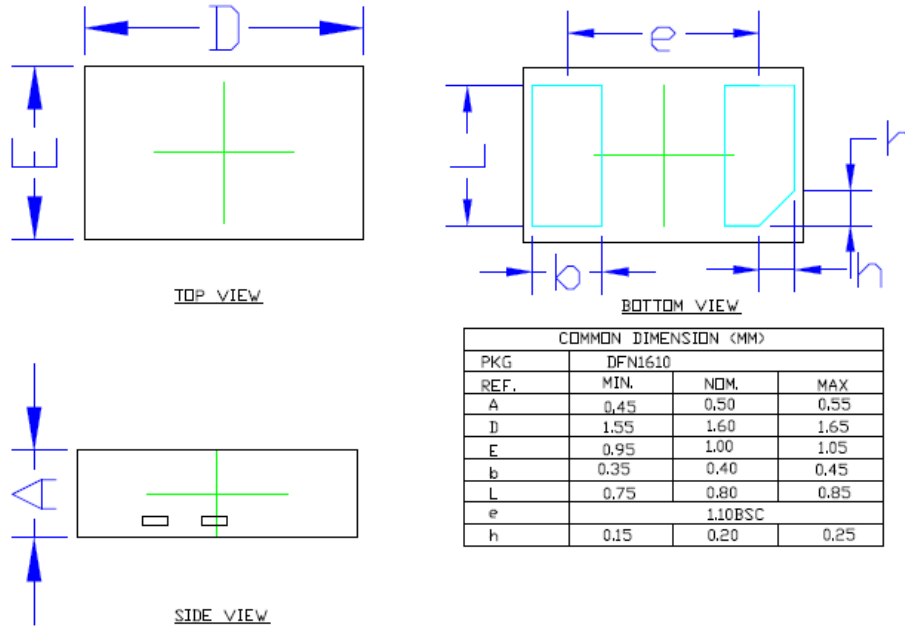 D
e
E
L
h
b
h
TOP VIEW
BOTTOM VIEW
COMMON DIMENSION (MM)
PKG DFN1610
REF. MIN. NOM. MAX
A 0.45 0.50 0.55
D 1.55 1.60 1.65
E 0.95 1.00 1.05
b 0.35 0.40 0.45
L 0.75 0.80 0.85
e 1.10BSC
h 0.15 0.20 0.25
A
SIDE VIEW